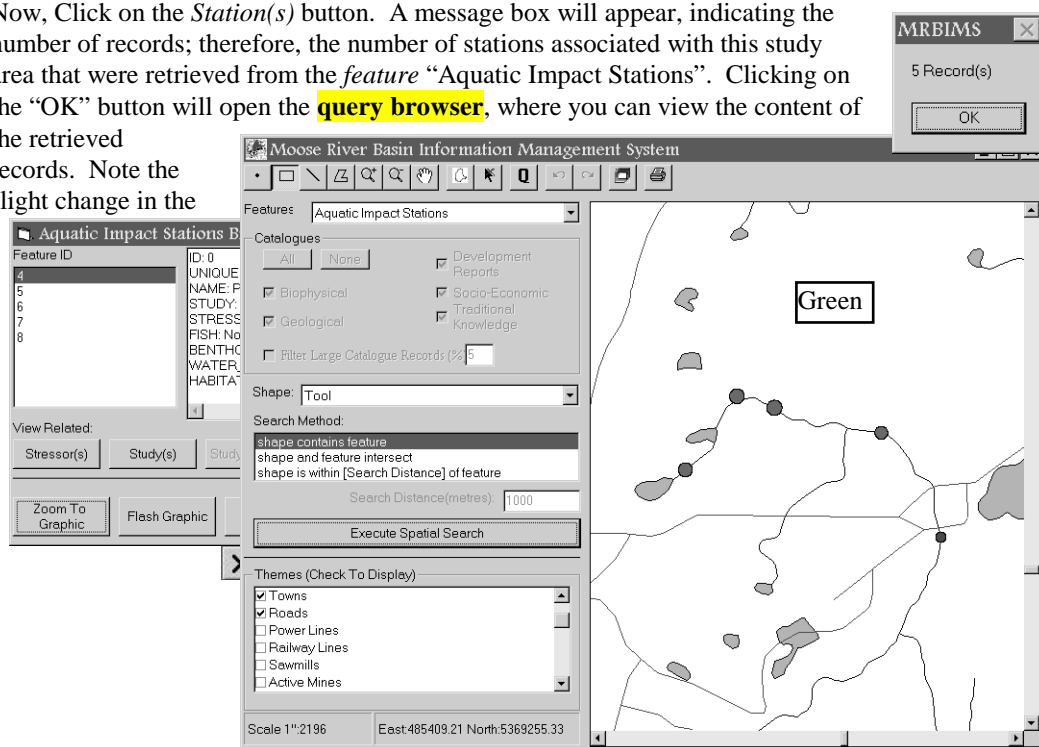 Now, Click on the Station(s) button. A message box will appear, indicating the
number of records; therefore, the number of stations associated with this study
area that were retrieved from the feature “Aquatic Impact Stations”. Clicking on
the “OK” button will open the query browser, where you can view the content of
the retrieved
records. Note the
slight change in the
MRBIMS
5 Record(s)
OK
Aquatic Impact Stations B
Feature ID
4
5
6
7
8
ID: 0
UNIQUE
NAME: P
STUDY:
STRESS
FISH: No
BENTHO
WATER_
HABITAT
View Related:
Stressor(s) Study(s) Study
Zoom To
Graphic
Flash Graphic
Moose River Basin Information Management System
Q
Features Aquatic Impact Stations
Catalogues
All None
Development
Reports
Biophysical
Socio-Economic
Geological
Traditional
Knowledge
Filter Large Catalogue Records (%) 5
Shape: Tool
Search Method:
shape contains feature
shape and feature intersect
shape is within [Search Distance] of feature
Search Distance(metres): 1000
Execute Spatial Search
Themes (Check To Display)
Towns
Roads
Power Lines
Railway Lines
Sawmills
Active Mines
Scale 1":2196 East:485409.21 North:5369255.33
Green